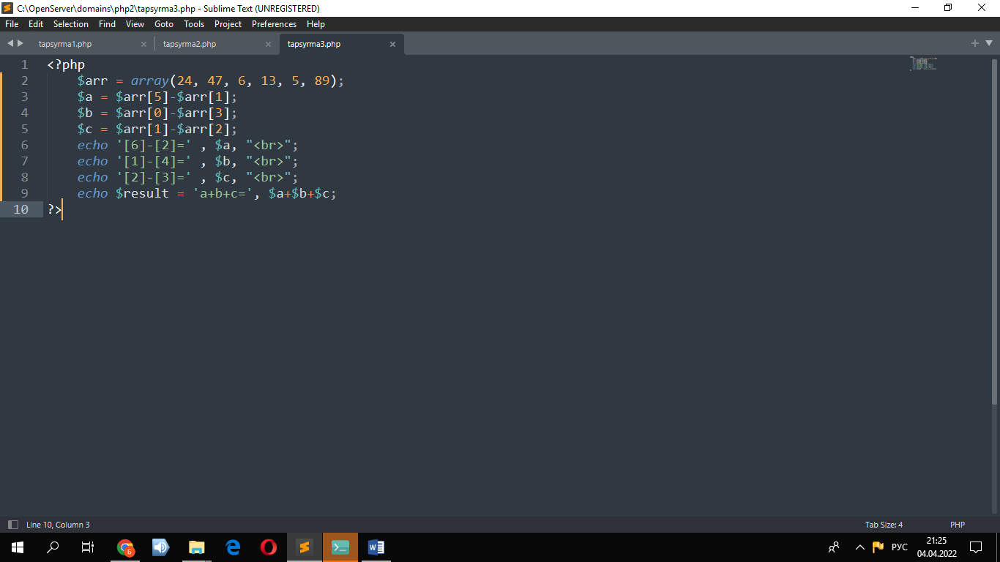 C:\OpenServer\domains\php2\tapsyrma3.php - Sublime Text (UNREGISTERED)
File Edit Selection Find View Goto Tools Project Preferences Help
tapsyrma1.php × tapsyrma2.php × tapsyrma3.php ×
1 <?php
2 $arr = array(24, 47, 6, 13, 5, 89);
3 $a = $arr[5]-$arr[1];
4 $b = $arr[0]-$arr[3];
5 $c = $arr[1]-$arr[2];
6 echo '[6]-[2]=' , $a, "<br>";
7 echo '[1]-[4]=' , $b, "<br>";
8 echo '[2]-[3]=' , $c, "<br>";
9 echo $result = 'a+b+c=', $a+$b+$c;
10 ?>
Line 10, Column 3 Tab Size: 4 PHP
Б
РУС
21:25
04.04.2022